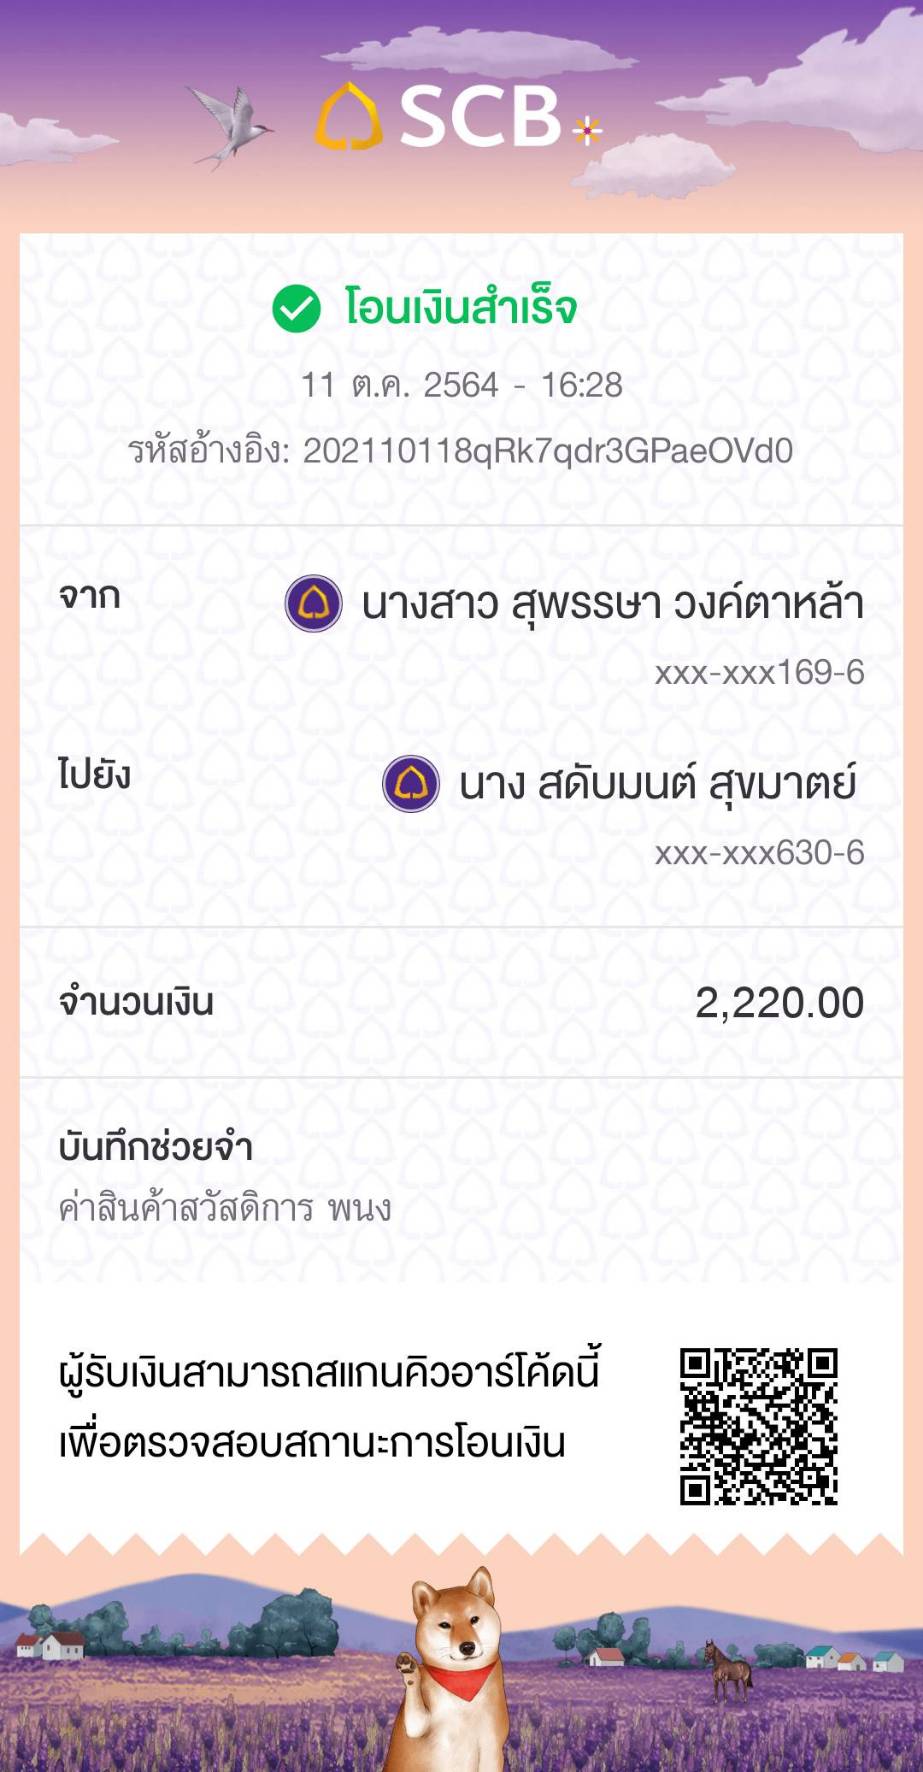 SCB
โอนเงินสำเร็จ
11 ต.ค. 2564 - 16:28
รหัสอ้างอิง: 202110118qRk7qdr3GPaeOVd0
จาก นางสาว สุพรรษา วงค์ตาหล้า
xxx-xxx169-6
ไปยัง นาง สดับมนต์ สุขมาตย์
xxx-xxx630-6
จำนวนเงิน 2,220.00
บันทึกช่วยจำ
ค่าสินค้าสวัสดิการ พนง
ผู้รับเงินสามารถสแกนคิวอาร์โค้ดนี้
เพื่อตรวจสอบสถานะการโอนเงิน